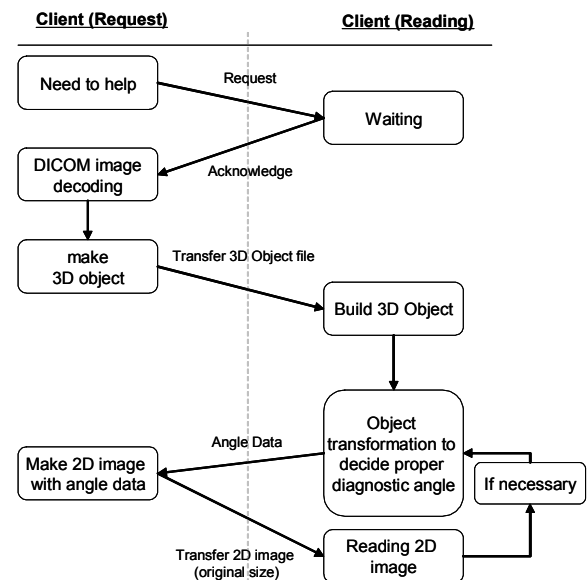 Client (Request)
Client (Reading)
Need to help
Request
Waiting
DICOM image
decoding
Acknowledge
make
3D object
Transfer 3D Object file
Build 3D Object
Object
transformation to
decide proper
diagnostic angle
Angle Data
Make 2D image
with angle data
If necessary
Transfer 2D image
(original size)
Reading 2D
image